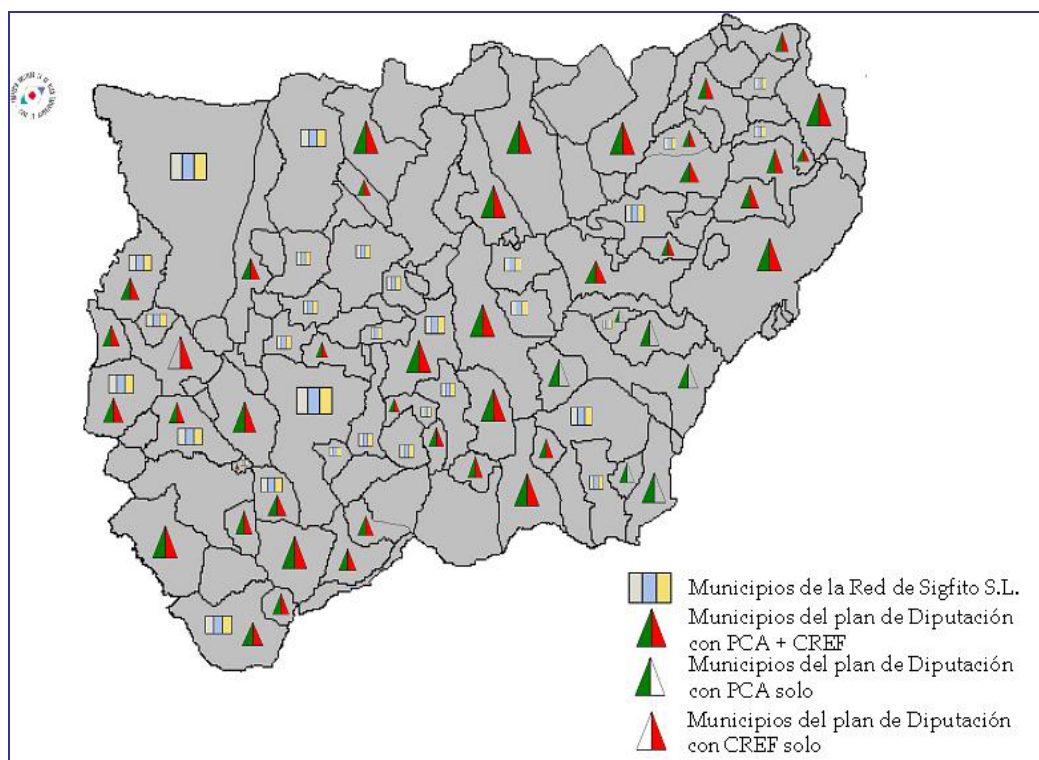 Municipios de la Red de Sigfito S.L.
Municipios del plan de Diputación
con PCA + CREF
Municipios del plan de Diputación
con PCA solo
Municipios del plan de Diputación
con CREF solo